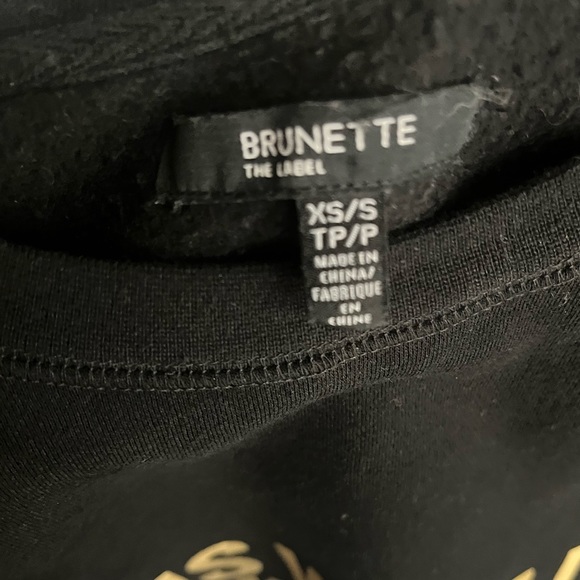 BRUNETTE
THE LABEL
XS/S
TP/P
MADE IN
CHINA/
FABRIQUE
EN
CHINE
S